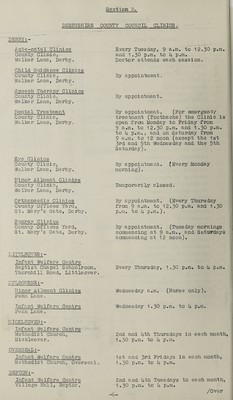 Section B.
DERBYSHIRE COUNTY COUNCIL CLINICS.
DERBY:-
Ante-natal Clinics
County Clinic,
Walker Lane, Derby.
Every Tuesday, 9 a.m. to 12.30 p.m.
and 1.30 p.m. to 4 p.m.
Doctor attends each session.
Child Guidance Clinics
County Clinic,
Walker Lane, Derby.
By appointment.
Speech Therapy Clinics
County Clinic,
Walker Lane, Derby.
By appointment.
Dental Treatment
County Clinic,
Walker Lane, Derby.
By appointment. (For emergency
treatment (toothache) the Clinic is
open from Monday to Friday from
9 a.m. to 12.30 p.m. and 1.30 p.m.
to 4 p.m., and on Saturday from
9 a.m. to 12 noon (except the 1st
3rd and 5th Wednesday and the 5th
Saturday).
Eye Clinics
County Clinic,
Walker Lane, Derby.
By appointment. (Every Monday
morning).
Minor Ailment Clinics
County Clinic,
Walker Lane, Derby.
Temporarily closed.
Orthopaedic Clinics
County Offices Yard,
St. Mary's Gate, Derby.
By appointment. (Every Thursday
from 9 a.m. to 12.30 p.m. and 1.30
p.m. to 4 p.m.).
County Offices Yard,
St. Mary's Gate, Derby.
By appointment. (Tuesday mornings
commencing at 9 a.m., and Saturdays
commencing at 12 noon).
LITTLEOVER:-
Infant Welfare Centre
Baptist Chapel Schoolroom,
Thornhill Road, Littleover.
Every Thursday, 1.30 p.m. to 4 p.m.
Minor Ailment Clinics
Lane.
Wednesday a.m. (Nurse only).
Infant Welfare Centre
Lane.
Wednesday 1.30 p.m. to 4 p.m.
MICKLEOVER:-
Infant Welfare Centre
Methodist Church,
Mickleover.
2nd and 4th Thursdays in each month,
1.30 p.m. to 4 p.m.
OVERSEAL:-
Infant Welfare Centre
Methodist Church, Overseal.
1st and 3rd Fridays in each month,
1.30 p.m. to 4 p.m.
REPTON:-
Infant Welfare Centre
Village Hall, Repton.
2nd and 4th Tuesdays in each month,
1.30 p.m. to 4 p.m.
/Over